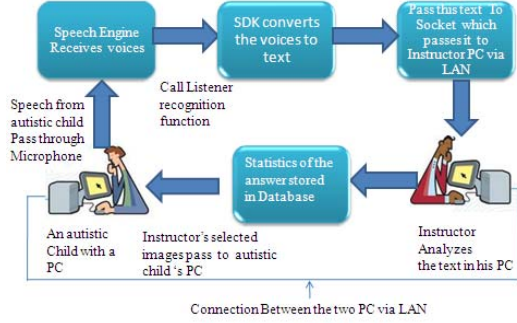 Speech Engine
Receives voices
SDK converts
the voices to
text
Pass this text To
Socket which
passes it to
Instructor PC via
LAN
Speech from
autistic child
Pass through
Microphone
Call Listener
recognition
function
Statistics of the
answer stored
in Database
An autistic
Child with a
PC
Instructor's selected
images pass to autistic
child 's PC
Instructor
Analyzes
the text in his PC
Connection Between the two PC via LAN